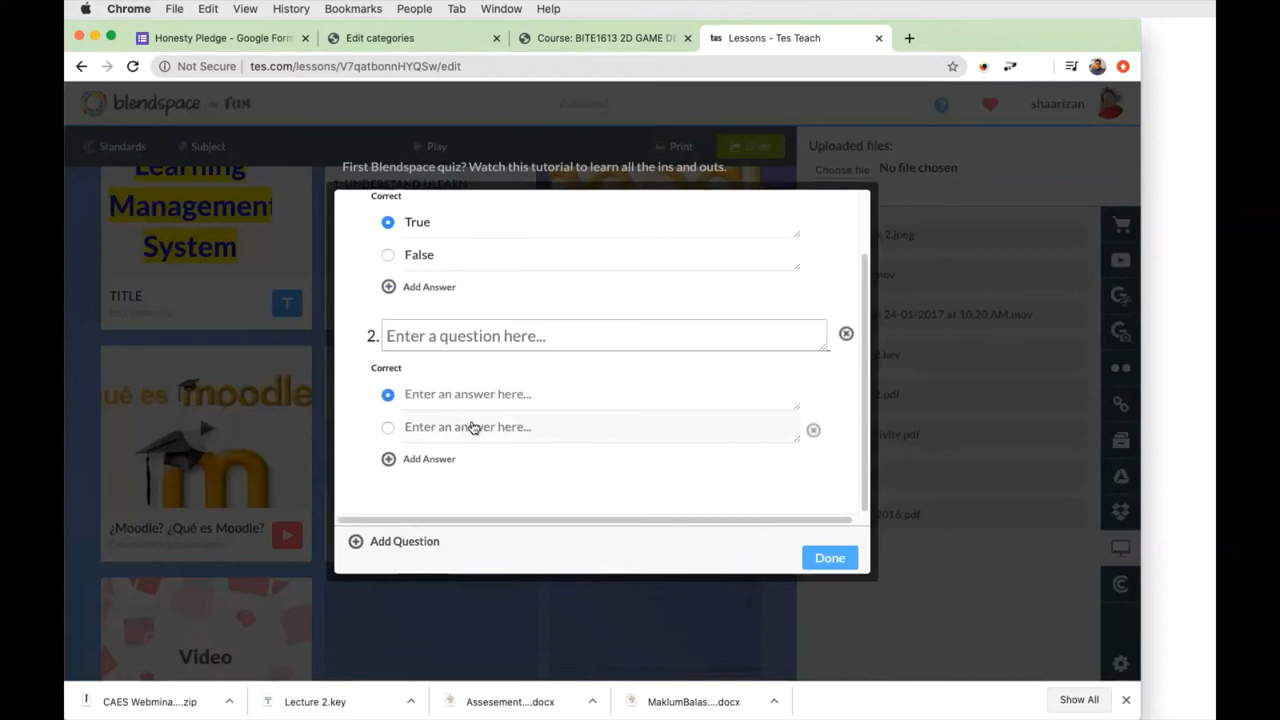 Chrome File Edit View History Bookmarks People Tab Window Help
Honesty Pledge - Google Form
Edit categories
Course: BITE1613 2D GAME DE
tes Lessons - Tes Teach
Not Secure tes.com/lessons/V7qatbonnHYQSw/edit
blendspace fun
shaarizan
Standards Subject Play Print Share
Uploaded files:
Choose file No file chosen
First Blendspace quiz? Watch this tutorial to learn all the ins and outs.
Learning
Management
System
TITLE
T
Correct
True
False
Add Answer
2. Enter a question here...
Correct
Enter an answer here...
Enter an answer here...
Add Answer
Add Question
Done
2.jpeg
.mov
24-01-2017 at 10.20 AM.mov
2.key
.pdf
tivity.pdf
2016.pdf
qué es moodle
m
¿Moodle? ¿Qué es Moodle?
Video
CAES Webmina....zip
Lecture 2.key
Assesement....docx
MaklumBalas....docx
Show All